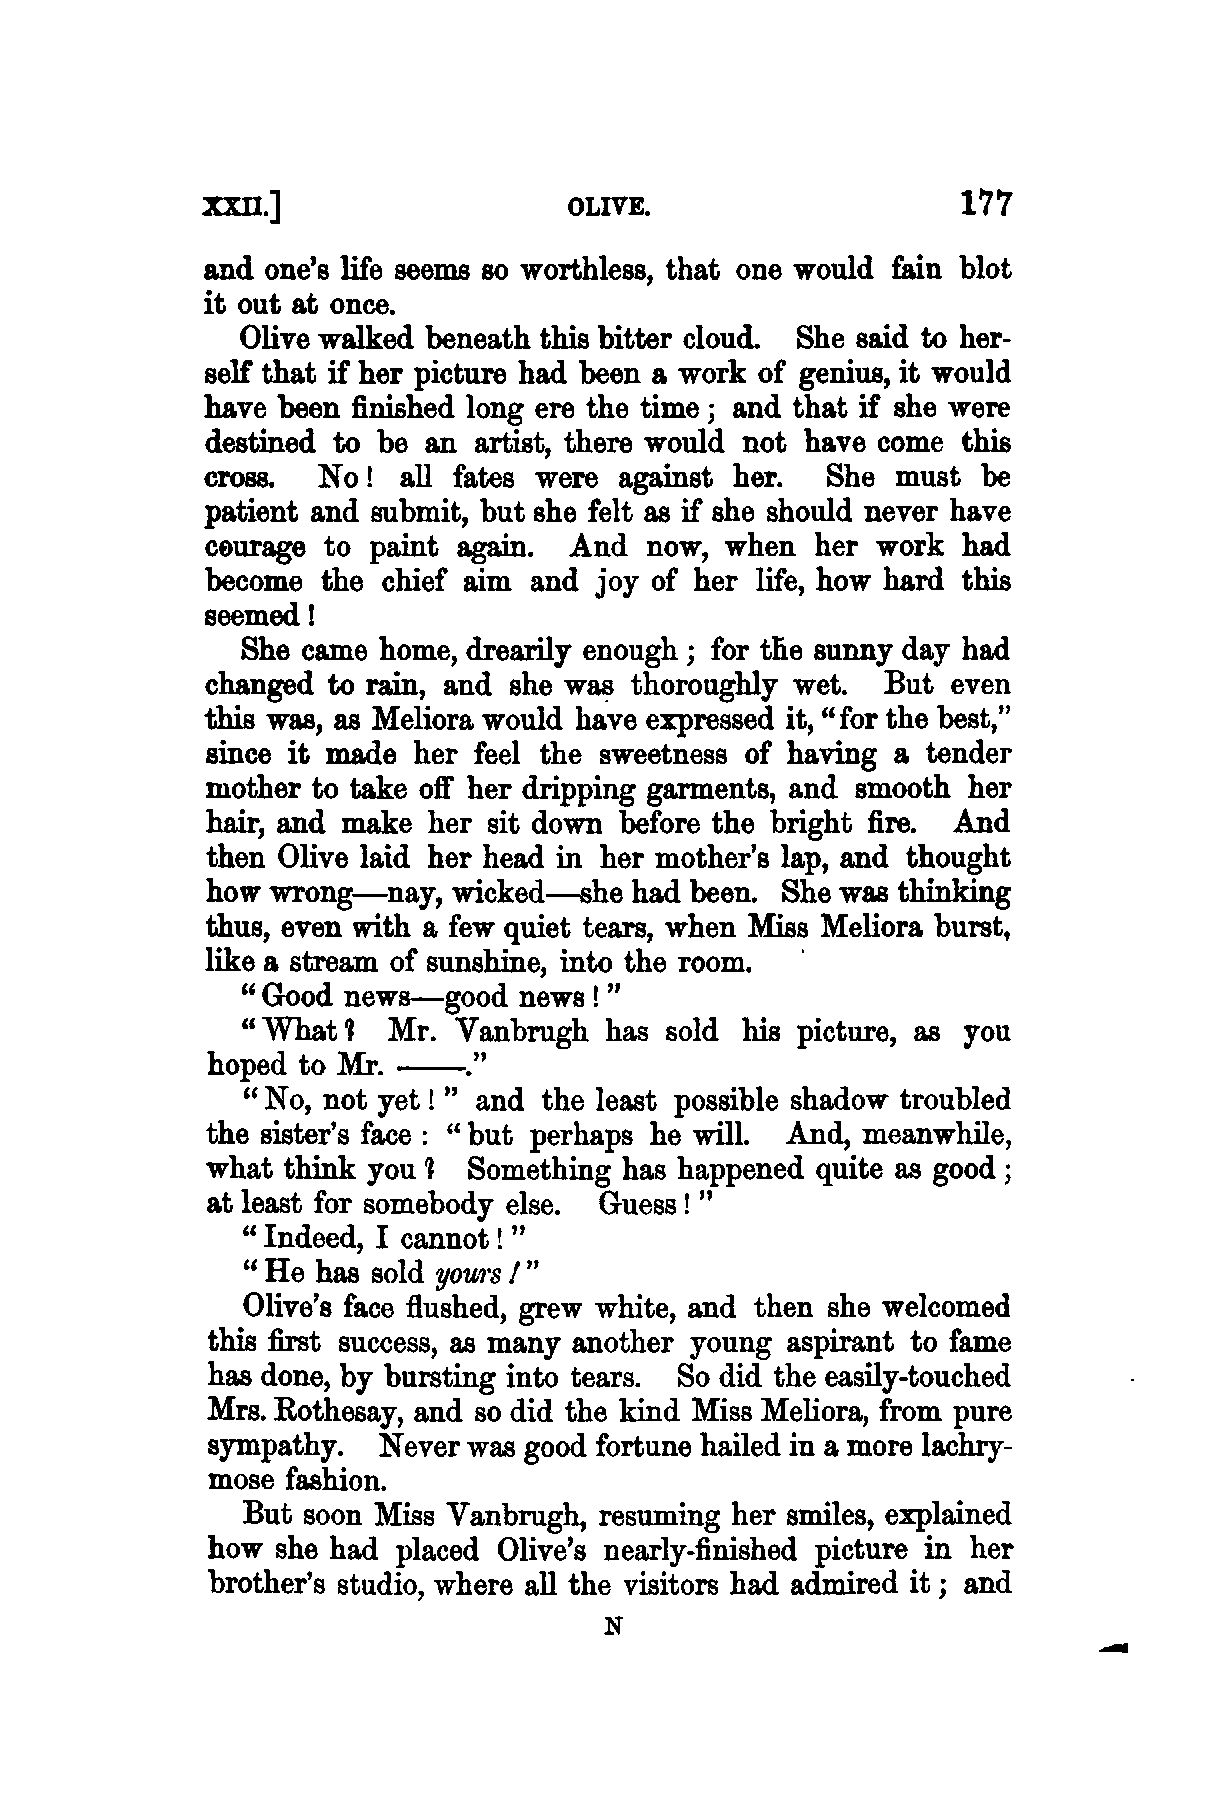 XXII.] OLIVE. 177
and one's life seems so worthless, that one would fain blot
it out at once.
Olive walked beneath this bitter cloud. She said to her-
self that if her picture had been a work of genius, it would
have been finished long ere the time; and that if she were
destined to be an artist, there would not have come this
cross. No! all fates were against her. She must be
patient and submit, but she felt as if she should never have
courage to paint again. And now, when her work had
become the chief aim and joy of her life, how hard this
seemed!
She came home, drearily enough; for the sunny day had
changed to rain, and she was thoroughly wet. But even
this was, as Meliora would have expressed it, "for the best,"
since it made her feel the sweetness of having a tender
mother to take off her dripping garments, and smooth her
hair, and make her sit down before the bright fire. And
then Olive laid her head in her mother's lap, and thought
how wrong—nay, wicked—she had been. She was thinking
thus, even with a few quiet tears, when Miss Meliora burst,
like a stream of sunshine, into the room.
"Good news—good news!"
"What? Mr. Vanbrugh has sold his picture, as you
hoped to Mr. ——."
"No, not yet!" and the least possible shadow troubled
the sister's face: "but perhaps he will. And, meanwhile,
what think you? Something has happened quite as good;
at least for somebody else. Guess!"
"Indeed, I cannot!"
"He has sold yours!"
Olive's face flushed, grew white, and then she welcomed
this first success, as many another young aspirant to fame
has done, by bursting into tears. So did the easily-touched
Mrs. Rothesay, and so did the kind Miss Meliora, from pure
sympathy. Never was good fortune hailed in a more lachry-
mose fashion.
But soon Miss Vanbrugh, resuming her smiles, explained
how she had placed Olive's nearly-finished picture in her
brother's studio, where all the visitors had admired it; and
N